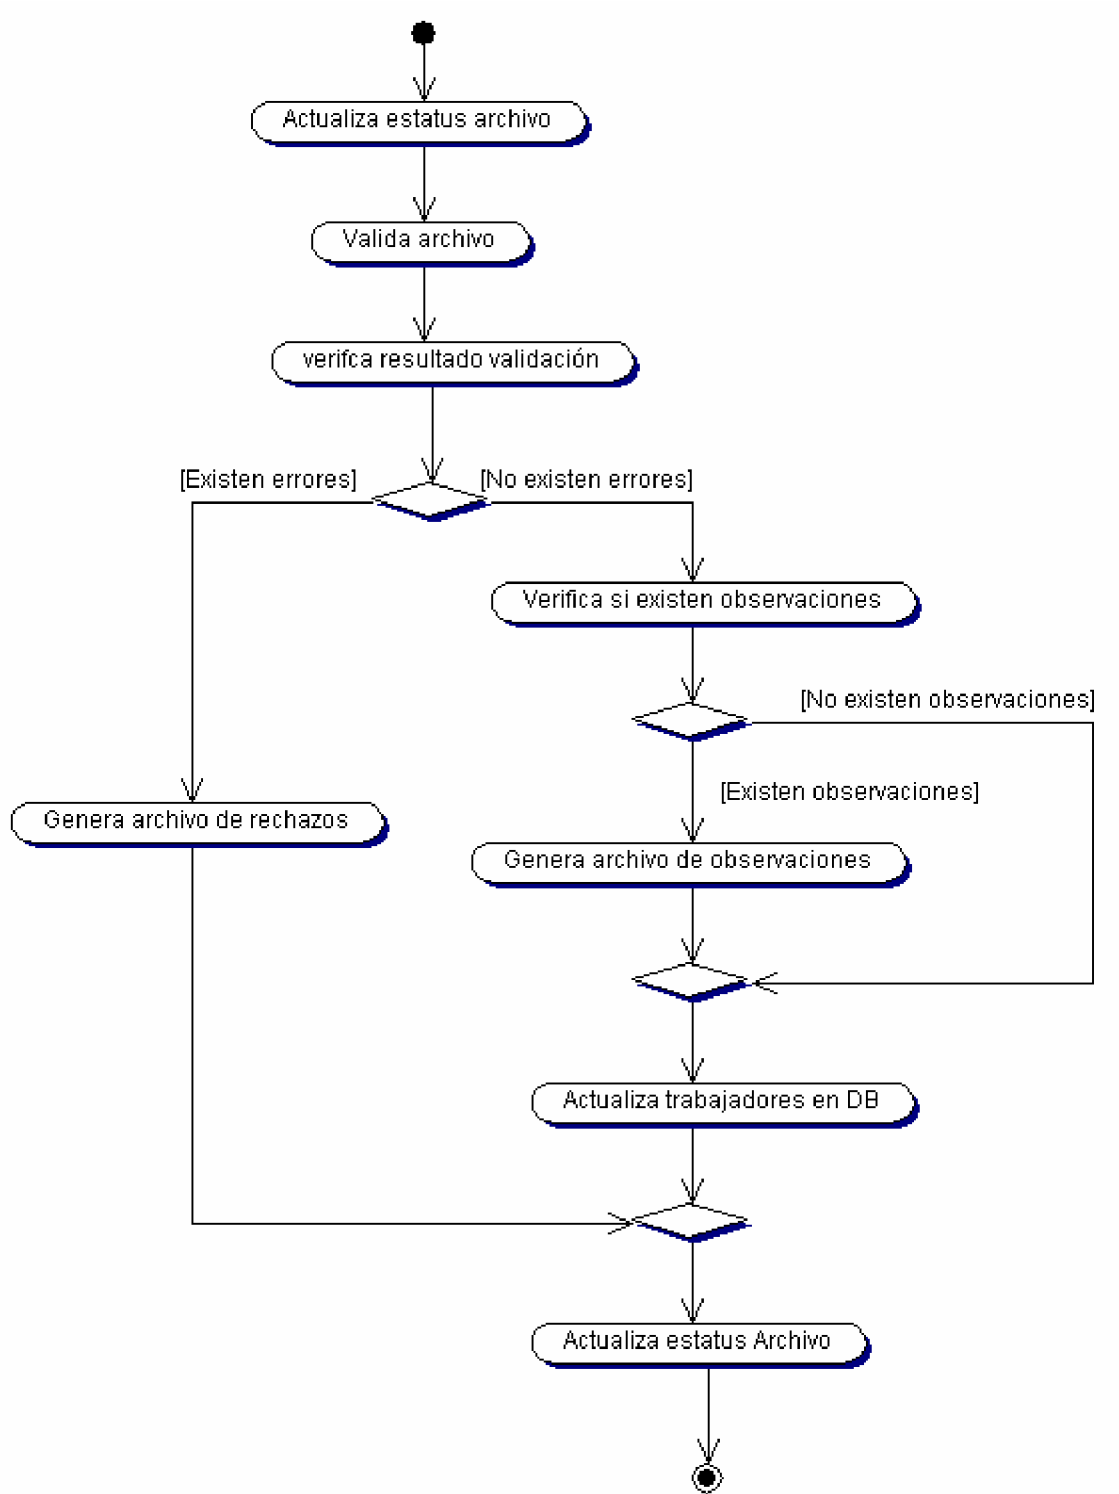 Actualiza estatus archivo
Valida archivo
verifca resultado validación
[Existen errores]
[No existen errores]
Verifica si existen observaciones
[No existen observaciones]
[Existen observaciones]
Genera archivo de rechazos
Genera archivo de observaciones
Actualiza trabajadores en DB
Actualiza estatus Archivo